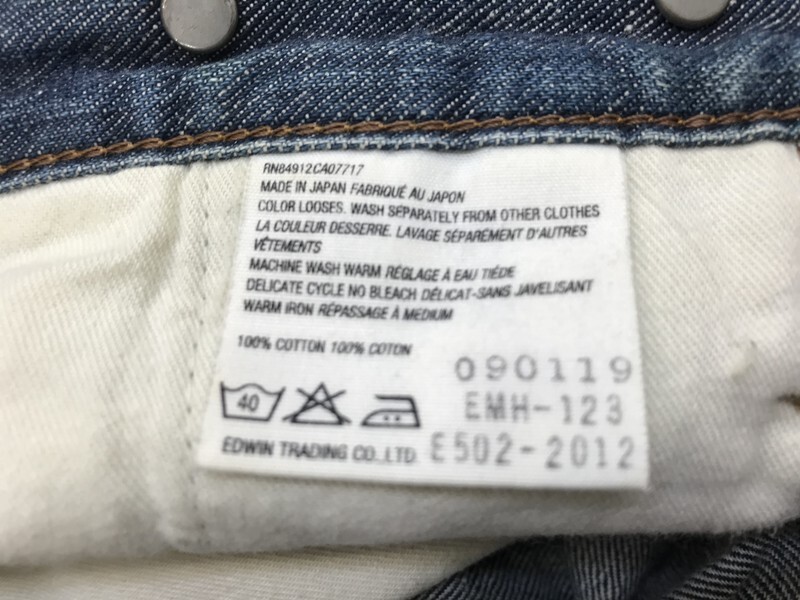 RN84912CA07717
MADE IN JAPAN FABRIQUÉ AU JAPON
COLOR LOOSES. WASH SEPARATELY FROM OTHER CLOTHES
LA COULEUR DESSERRE. LAVAGE SÉPARÉMENT D'AUTRES
VÊTEMENTS
MACHINE WASH WARM RÉGLAGE À EAU TIÉDE
DELICATE CYCLE NO BLEACH DÉLICAT-SANS JAVELISANT
WARM IRON RÉPASSAGE À MEDIUM
100% COTTON 100% COTON
090119
40 EMH-123
EDWIN TRADING CO.,LTD. E502-2012